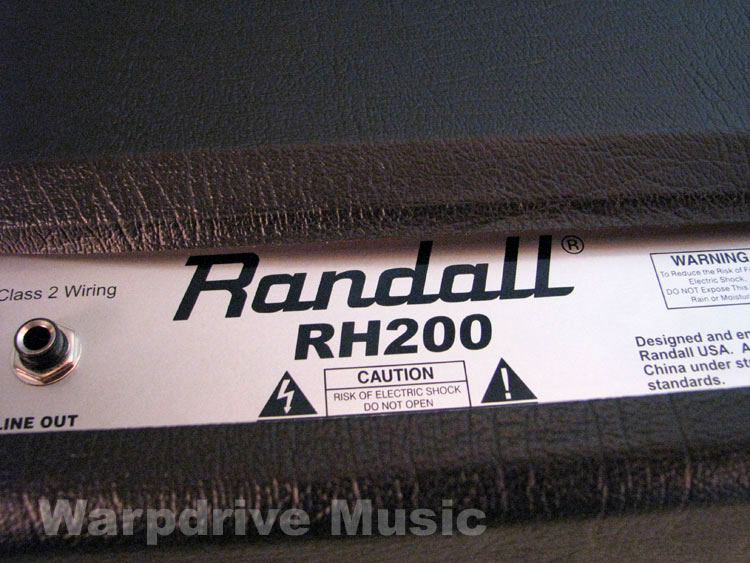 Class 2 Wiring
LINE OUT
Randall®
RH200
CAUTION
RISK OF ELECTRIC SHOCK
DO NOT OPEN
WARNING
To Reduce the Risk of
Electric Shock,
DO NOT Expose This
Rain or
Designed and
Randall USA.
China under
standards.
Warpdrive Music